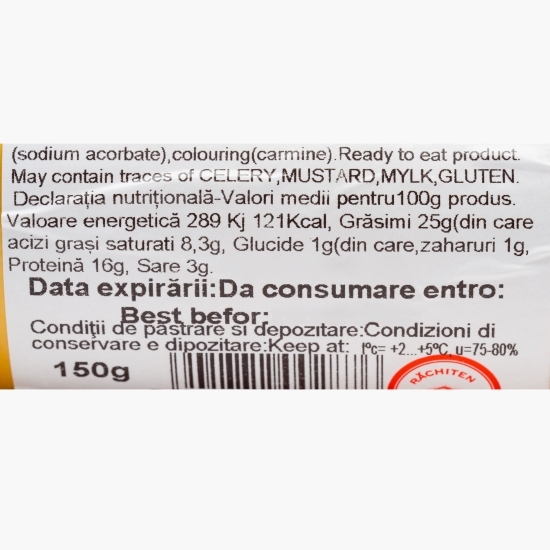 (sodium acorbate),colouring(carmine).Ready to eat product.
May contain traces of CELERY,MUSTARD,MYLK,GLUTEN.
Declarația nutrițională-Valori medii pentru100g produs.
Valoare energetică 289 Kj 121Kcal, Grăsimi 25g(din care
acizi grași saturati 8,3g, Glucide 1g(din care,zaharuri 1g,
Proteină 16g, Sare 3g.
Data expirării:Da consumare entro:
Best befor:
Condiţii de păstrare si depozitare:Condizioni di
conservare e dipozitare:Keep at: tºc= +2...+5ºC, u=75-80%
150g
RĂCHITEN